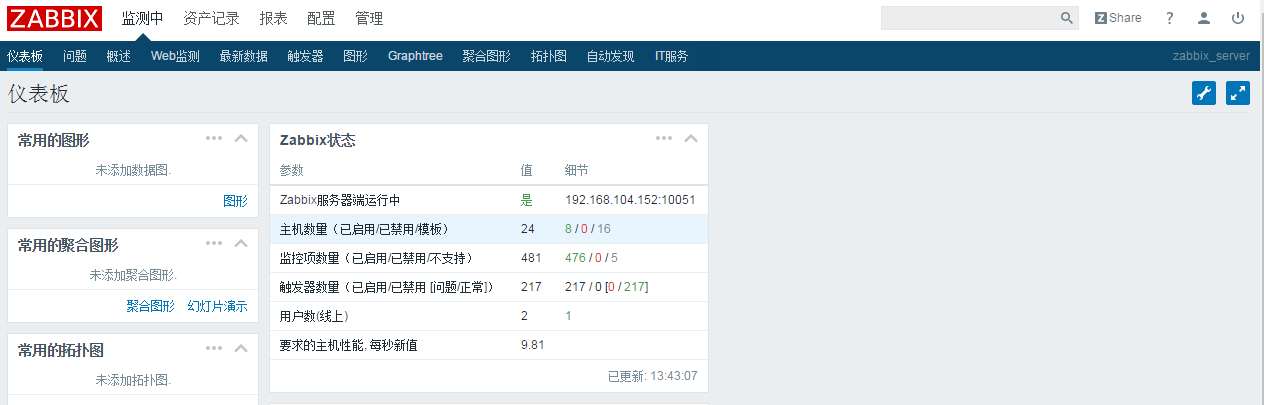 ZABBIX 监测中 资产记录 报表 配置 管理 Z Share ?
仪表板 问题 概述 Web监测 最新数据 触发器 图形 Graphtree 聚合图形 拓扑图 自动发现 IT服务 zabbix_server
仪表板
常用的图形
未添加数据图.
图形
常用的聚合图形
未添加聚合图形.
聚合图形 幻灯片演示
常用的拓扑图
未添加拓扑图.
Zabbix状态
参数 值 细节
Zabbix服务器端运行中 是 192.168.104.152:10051
主机数量（已启用/已禁用/模板） 24 8 / 0 / 16
监控项数量（已启用/已禁用/不支持） 481 476 / 0 / 5
触发器数量（已启用/已禁用 [问题/正常]） 217 217 / 0 [0 / 217]
用户数(线上) 2 1
要求的主机性能, 每秒新值 9.81
已更新: 13:43:07